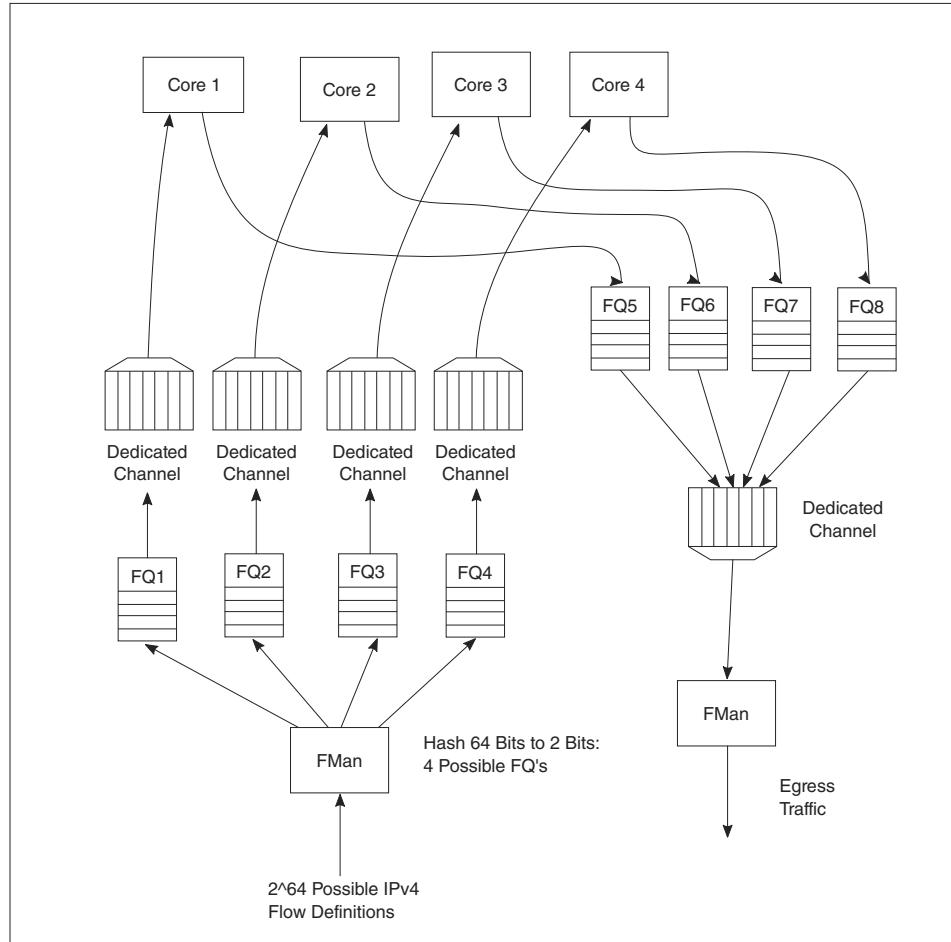 Core 1
Core 2
Core 3
Core 4
FQ5
FQ6
FQ7
FQ8
Dedicated
Channel
Dedicated
Channel
Dedicated
Channel
Dedicated
Channel
Dedicated
Channel
FQ1
FQ2
FQ3
FQ4
FMan
Hash 64 Bits to 2 Bits:
4 Possible FQ's
FMan
Egress
Traffic
2^64 Possible IPv4
Flow Definitions